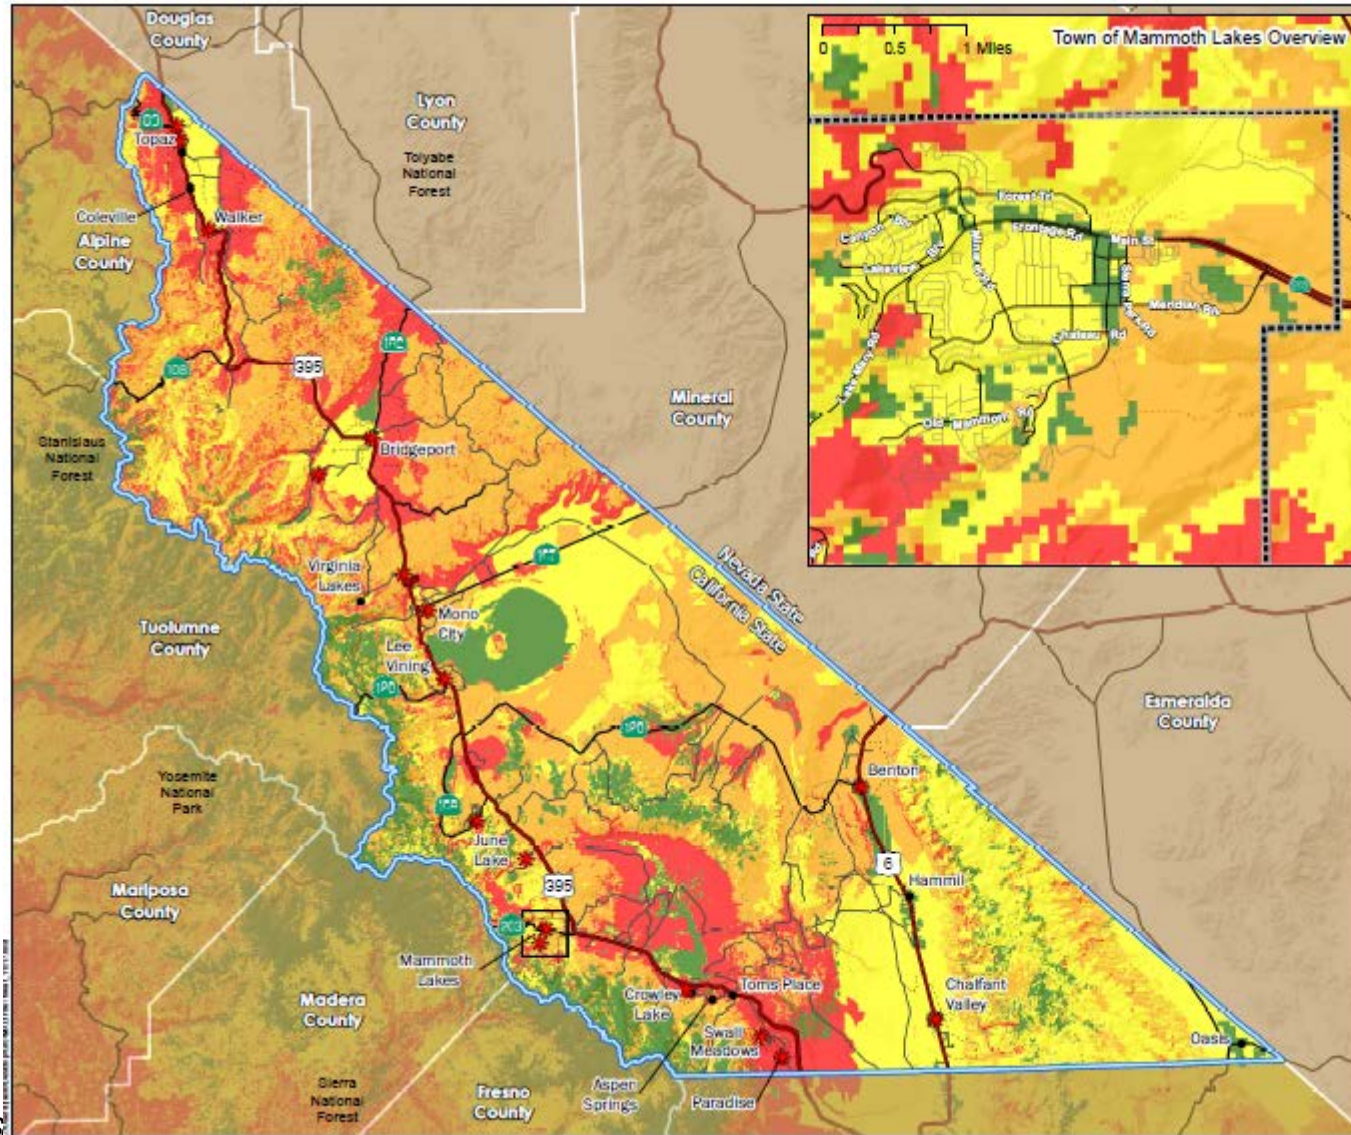 Douglas
County
Lyon
County
Toiyabe
National
Forest
Topaz
Coleville
Walker
Alpine
County
108
395
182
Mineral
County
Stanislaus
National
Forest
Bridgeport
Virginia
Lakes
Mono
City
Lee
Vining
Nevada State
California State
Tuolumne
County
120
120
Esmeralda
County
Yosemite
National
Park
Benton
158
June
Lake
6
Hammil
395
Mariposa
County
203
Mammoth
Lakes
Madera
County
Crowley
Lake
Toms Place
Chalfant
Valley
Swall
Meadows
Oasis
Aspen
Springs
Paradise
Sierra
National
Forest
Fresno
County
0 0.5 1 Miles
Town of Mammoth Lakes Overview
Forest Trl
Frontage Rd
Main St
Canyon Blvd
Lakeview Blvd
Minaret Rd
Sierra Park Rd
Meridian Blv
Chateau Rd
Lake Mary Rd
Old Mammoth Rd
Rd